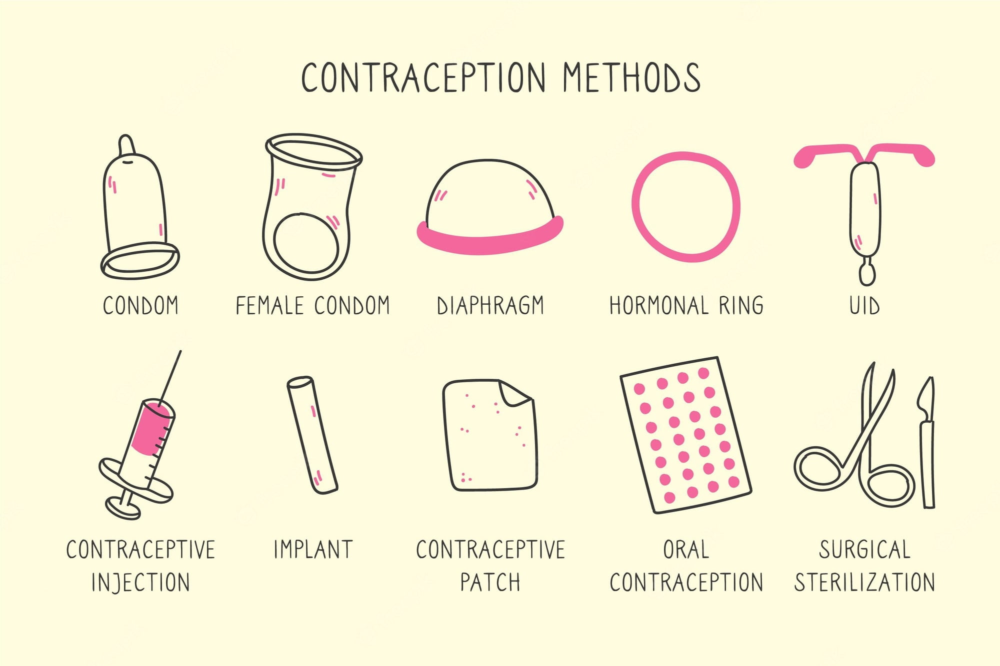 CONTRACEPTION METHODS
CONDOM
FEMALE CONDOM
DIAPHRAGM
HORMONAL RING
UID
CONTRACEPTIVE
INJECTION
IMPLANT
CONTRACEPTIVE
PATCH
ORAL
CONTRACEPTION
SURGICAL
STERILIZATION